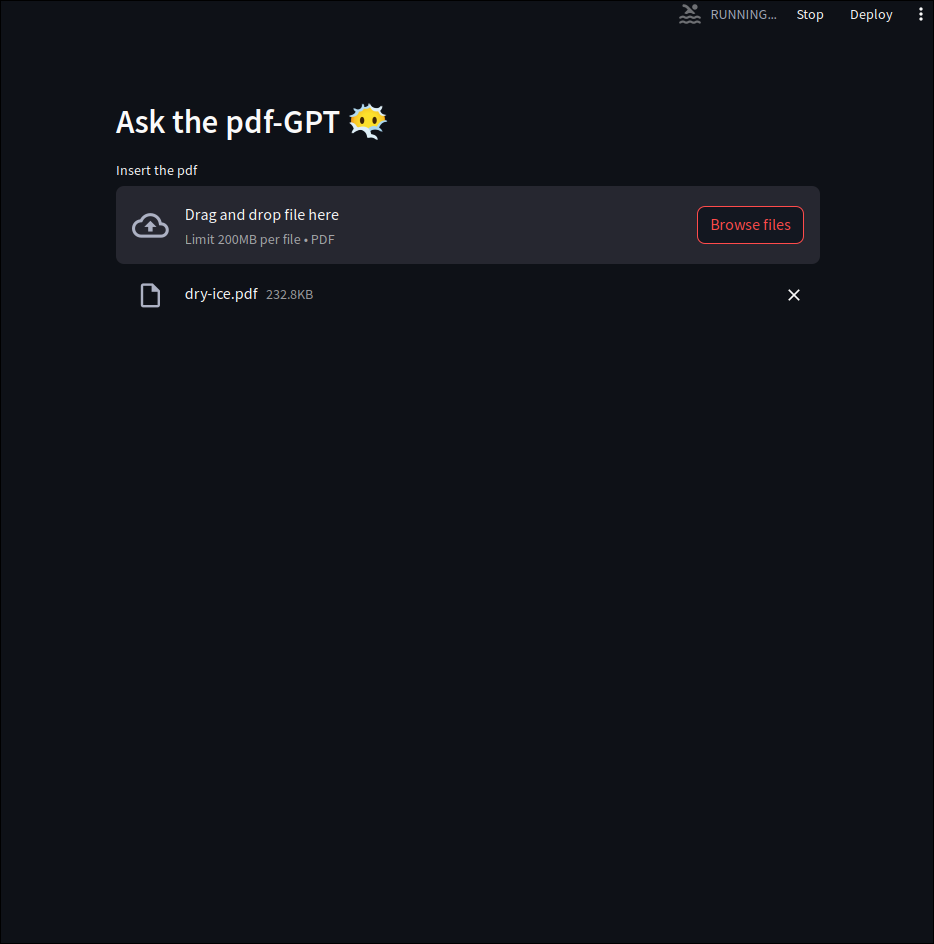 RUNNING... Stop Deploy
Ask the pdf-GPT
Insert the pdf
Drag and drop file here
Limit 200MB per file • PDF
Browse files
dry-ice.pdf 232.8KB